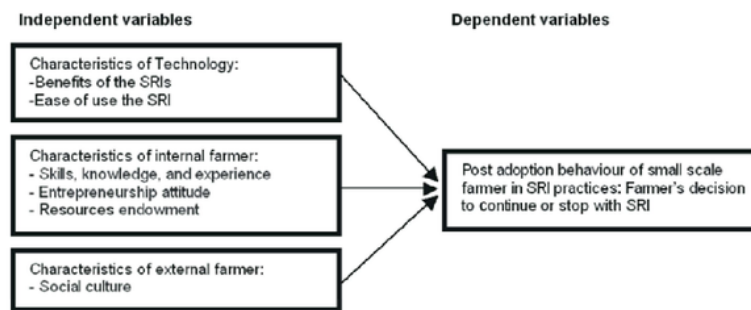 Independent variables
Dependent variables
Characteristics of Technology:
-Benefits of the SRIs
-Ease of use the SRI
Characteristics of internal farmer:
- Skills, knowledge, and experience
- Entrepreneurship attitude
- Resources endowment
Characteristics of external farmer:
- Social culture
Post adoption behaviour of small scale
farmer in SRI practices: Farmer's decision
to continue or stop with SRI